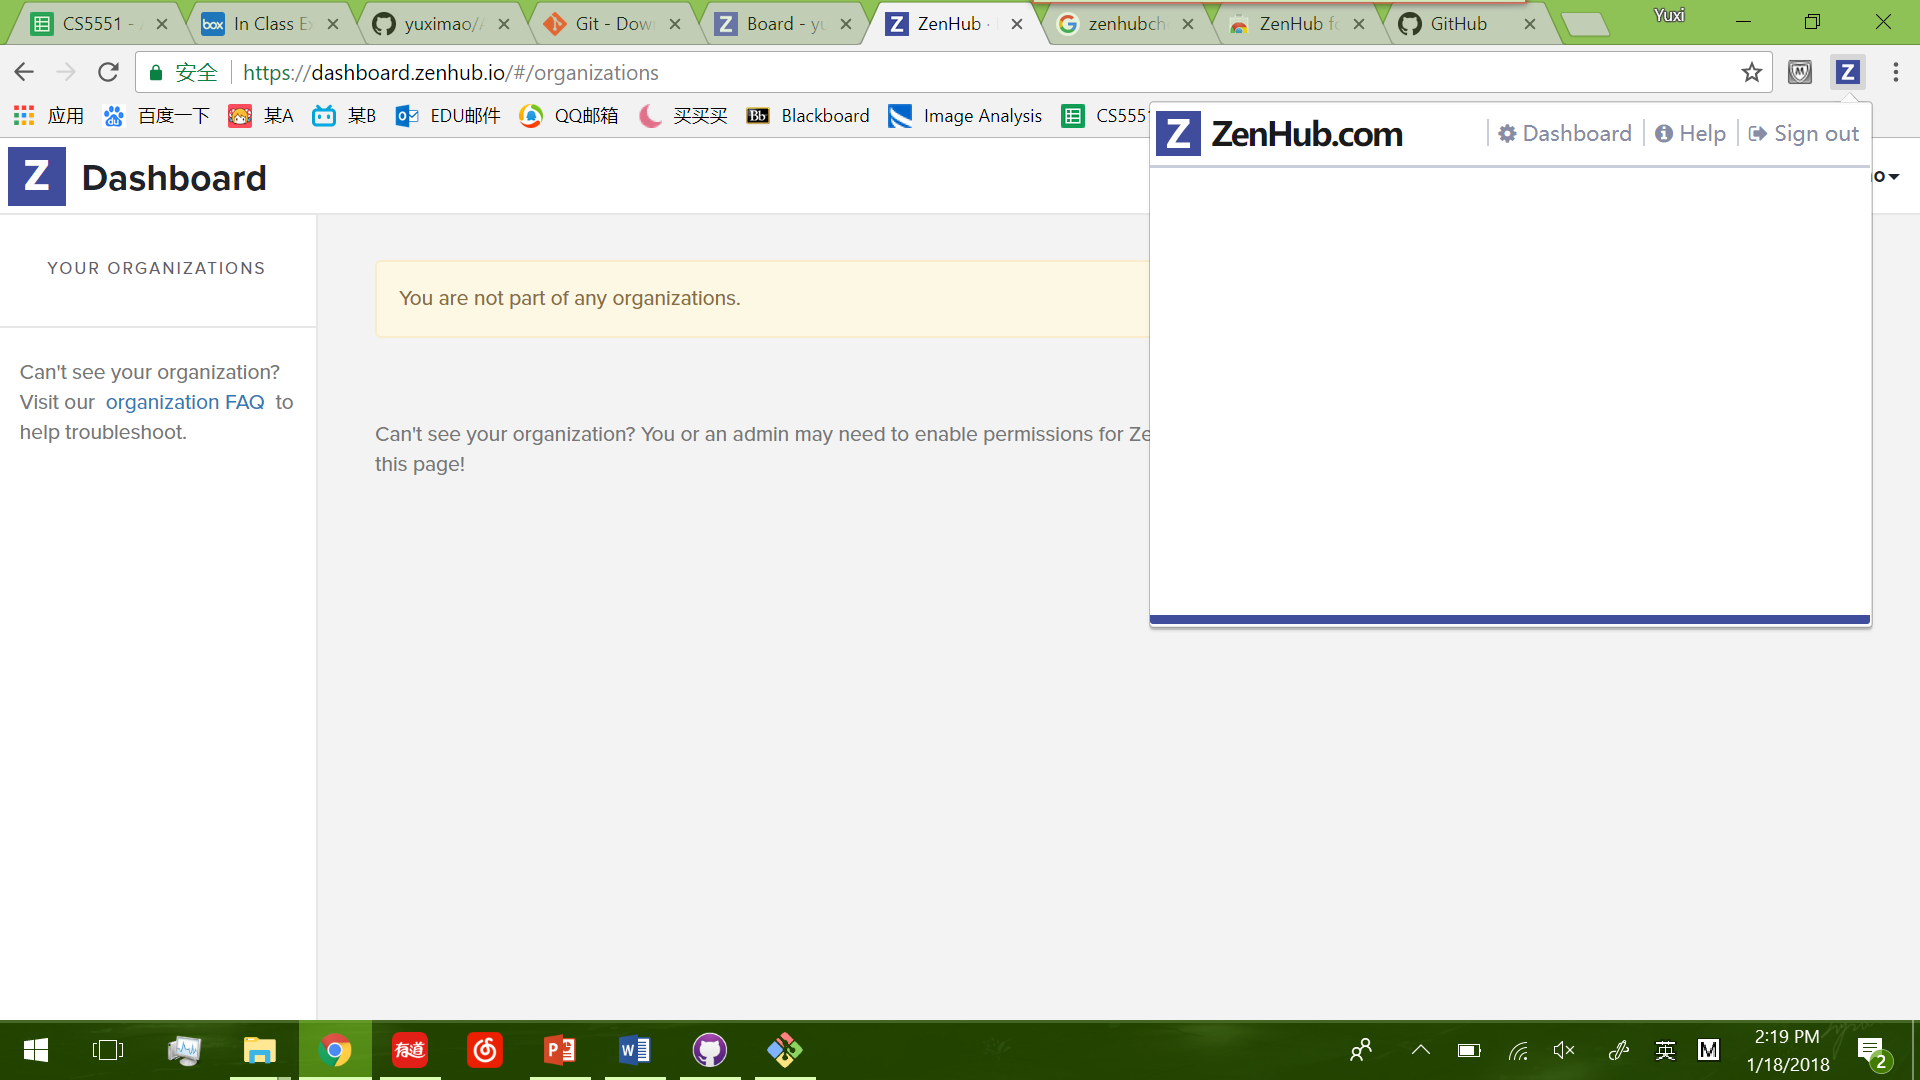 CS5551 -
In Class Ex
yuximao/
Git - Dow
Board - yu
ZenHub ·
zenhubch
ZenHub fo
GitHub
Yuxi
安全
https://dashboard.zenhub.io/#/organizations
应用
百度一下
某A
某B
EDU邮件
QQ邮箱
买买买
Blackboard
Image Analysis
CS555
Z ZenHub.com
Dashboard
Help
Sign out
Z Dashboard
o
YOUR ORGANIZATIONS
You are not part of any organizations.
Can't see your organization?
Visit our organization FAQ to
help troubleshoot.
Can't see your organization? You or an admin may need to enable permissions for Ze
this page!
有道
英
M
2:19 PM
1/18/2018
2